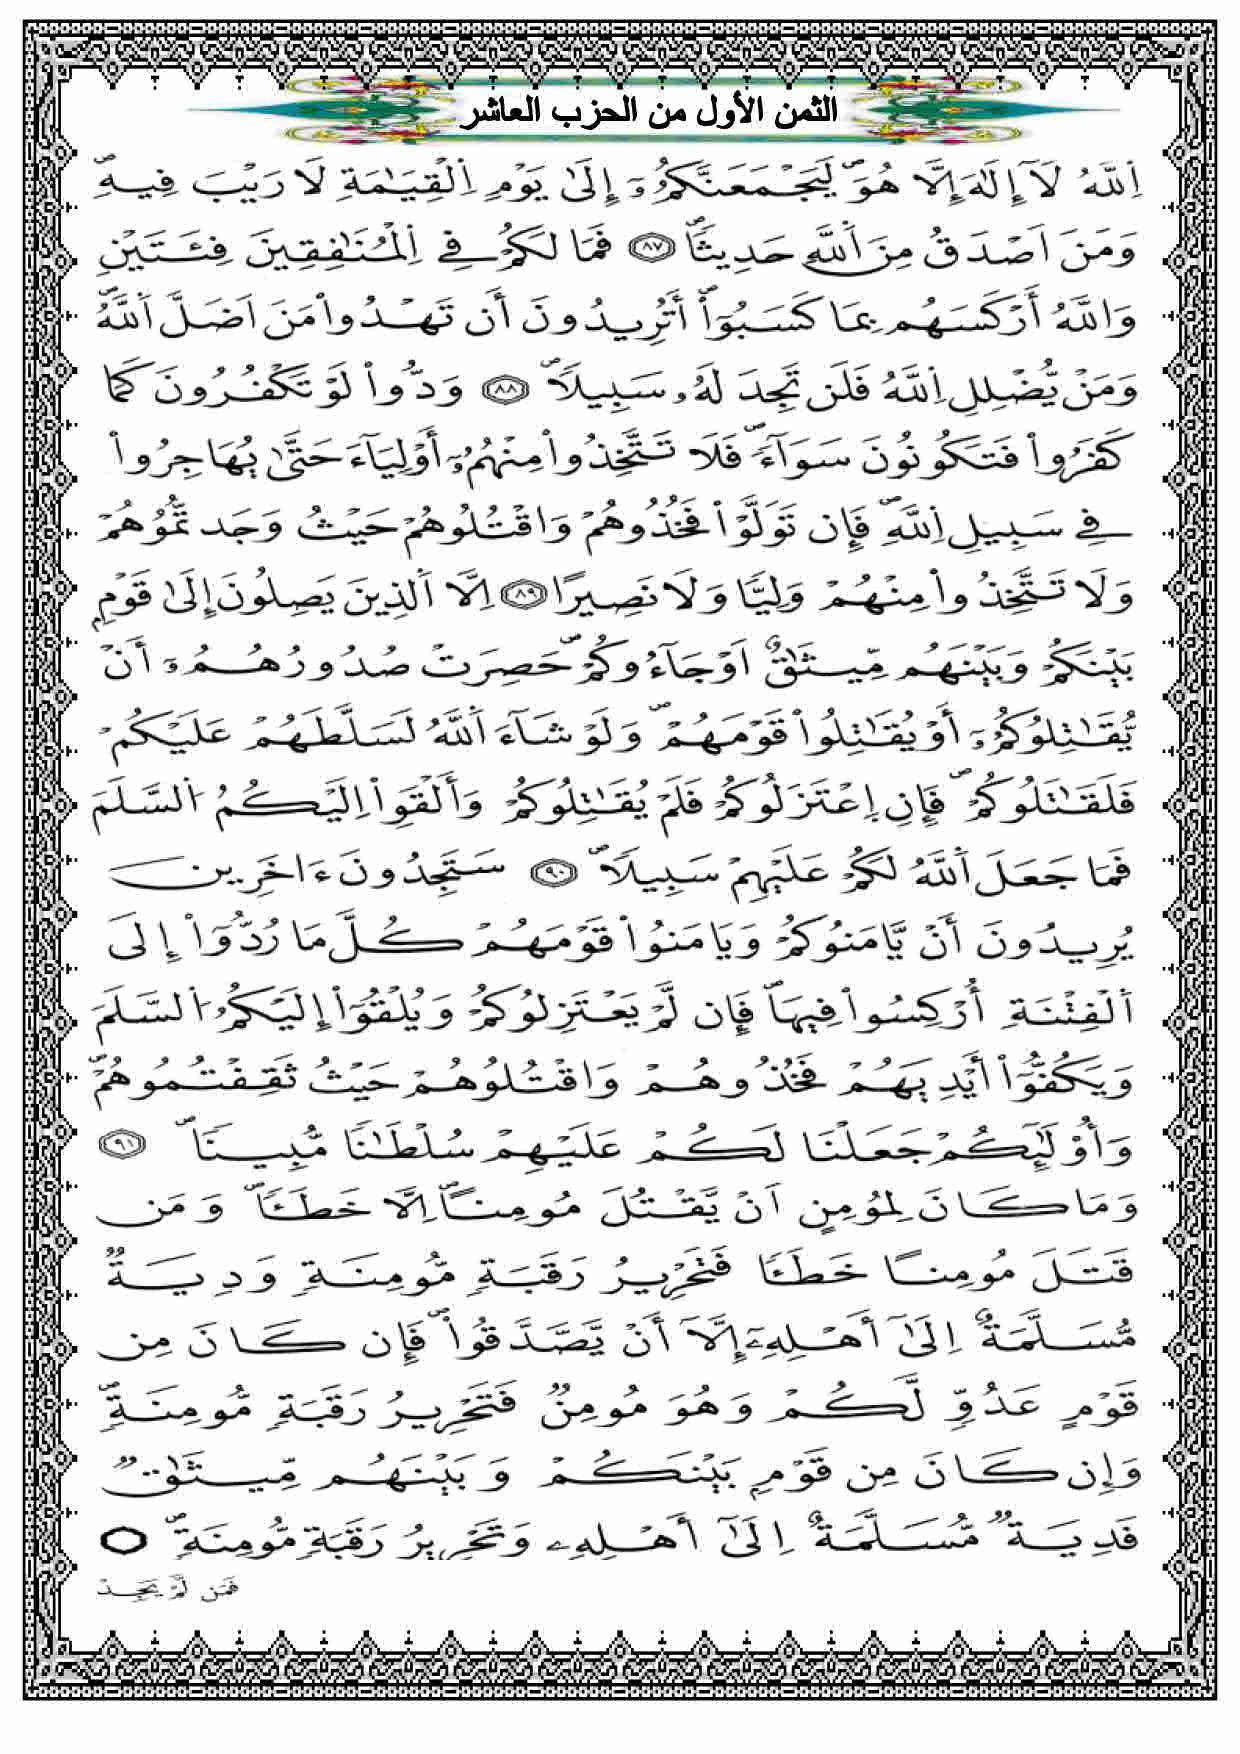 الثمن الأول من الحزب العاشر
اِ۬للَّهُ لَآ إِلَٰهَ إِلَّا هُوَۖ لَيَجْمَعَنَّكُمُۥٓ إِلَىٰ يَوْمِ اِ۬لْقِيَٰمَةِ لَا رَيْبَ فِيهِۖ
وَمَنَ اَصْدَقُ مِنَ اَ۬للَّهِ حَدِيثاٗۖ ٨٧ فَمَا لَكُمْ فِے اِ۬لْمُنَٰفِقِينَ فِئَتَيْنِ
وَاللَّهُ أَرْكَسَهُم بِمَا كَسَبُوٓاْۖ أَتُرِيدُونَ أَن تَهْدُواْ مَنَ اَضَلَّ اَ۬للَّهُۖ
وَمَنْ يُّضْلِلِ اِ۬للَّهُ فَلَن تَجِدَ لَهُۥ سَبِيلاٗۖ ٨٨ وَدُّواْ لَوْ تَكْفُرُونَ كَمَا
كَفَرُواْ فَتَكُونُونَ سَوَآءٗۖ فَلَا تَتَّخِذُواْ مِنْهُمُۥٓ أَوْلِيَآءَ حَتَّىٰ يُهَاجِرُواْ
فِے سَبِيلِ اِ۬للَّهِۖ فَإِن تَوَلَّوْاْ فَخُذُوهُمْ وَاقْتُلُوهُمْ حَيْثُ وَجَدتُّمُوهُمْ
وَلَا تَتَّخِذُواْ مِنْهُمْ وَلِيّاٗ وَلَا نَصِيراً ٨٩ اِلَّا اَ۬لذِينَ يَصِلُونَ إِلَىٰ قَوْمِۢ
بَيْنَكُمْ وَبَيْنَهُم مِّيثَٰقٌ اَوْ جَآءُوكُمْۖ حَصِرَتْ صُدُورُهُمُۥٓ أَنْ
يُّقَٰتِلُوكُمُۥٓ أَوْ يُقَٰتِلُواْ قَوْمَهُمْۖ وَلَوْ شَآءَ اَ۬للَّهُ لَسَلَّطَهُمْ عَلَيْكُمْ
فَلَقَٰتَلُوكُمْۖ فَإِنِ اِ۪عْتَزَلُوكُمْ فَلَمْ يُقَٰتِلُوكُمْ وَأَلْقَوِاْ اِلَيْكُمُ اُ۬لسَّلَمَ
فَمَا جَعَلَ اَ۬للَّهُ لَكُمْ عَلَيْهِمْ سَبِيلاٗۖ ٩٠ سَتَجِدُونَ ءَاخَرِينَ
يُرِيدُونَ أَنْ يَّامَنُوكُمْ وَيَامَنُواْ قَوْمَهُمْ كُلَّ مَا رُدُّوٓاْ إِلَى
اَ۬لْفِتْنَةِ أُرْكِسُواْ فِيهَاۖ فَإِن لَّمْ يَعْتَزِلُوكُمْ وَيُلْقُوٓاْ إِلَيْكُمُ اُ۬لسَّلَمَ
وَيَكُفُّوٓاْ أَيْدِيَهُمْ فَخُذُوهُمْ وَاقْتُلُوهُمْ حَيْثُ ثَقِفْتُمُوهُمْۖ
وَأُوْلَٰٓئِكُمْ جَعَلْنَا لَكُمْ عَلَيْهِمْ سُلْطَٰناٗ مُّبِيناٗۖ ٩١
وَمَا كَانَ لِمُومِنٍ اَنْ يَّقْتُلَ مُومِناًۖ اِلَّا خَطَـٔاٗۖ وَمَن
قَتَلَ مُومِناً خَطَـٔاٗ فَتَحْرِيرُ رَقَبَةٖ مُّومِنَةٖ وَدِيَةٞ
مُّسَلَّمَةٌ اِلَىٰٓ أَهْلِهِۦٓ إِلَّآ أَنْ يَّصَّدَّقُواْۖ فَإِن كَانَ مِن
قَوْمٍ عَدُوّٖ لَّكُمْ وَهُوَ مُومِنٞ فَتَحْرِيرُ رَقَبَةٖ مُّومِنَةٖۖ
وَإِن كَانَ مِن قَوْمِۢ بَيْنَكُمْ وَبَيْنَهُم مِّيثَٰقٞ
فَدِيَةٞ مُّسَلَّمَةٌ اِلَىٰٓ أَهْلِهِۦ وَتَحْرِيرُ رَقَبَةٖ مُّومِنَةٖۖ
فَمَن لَّمْ يَجِدْ